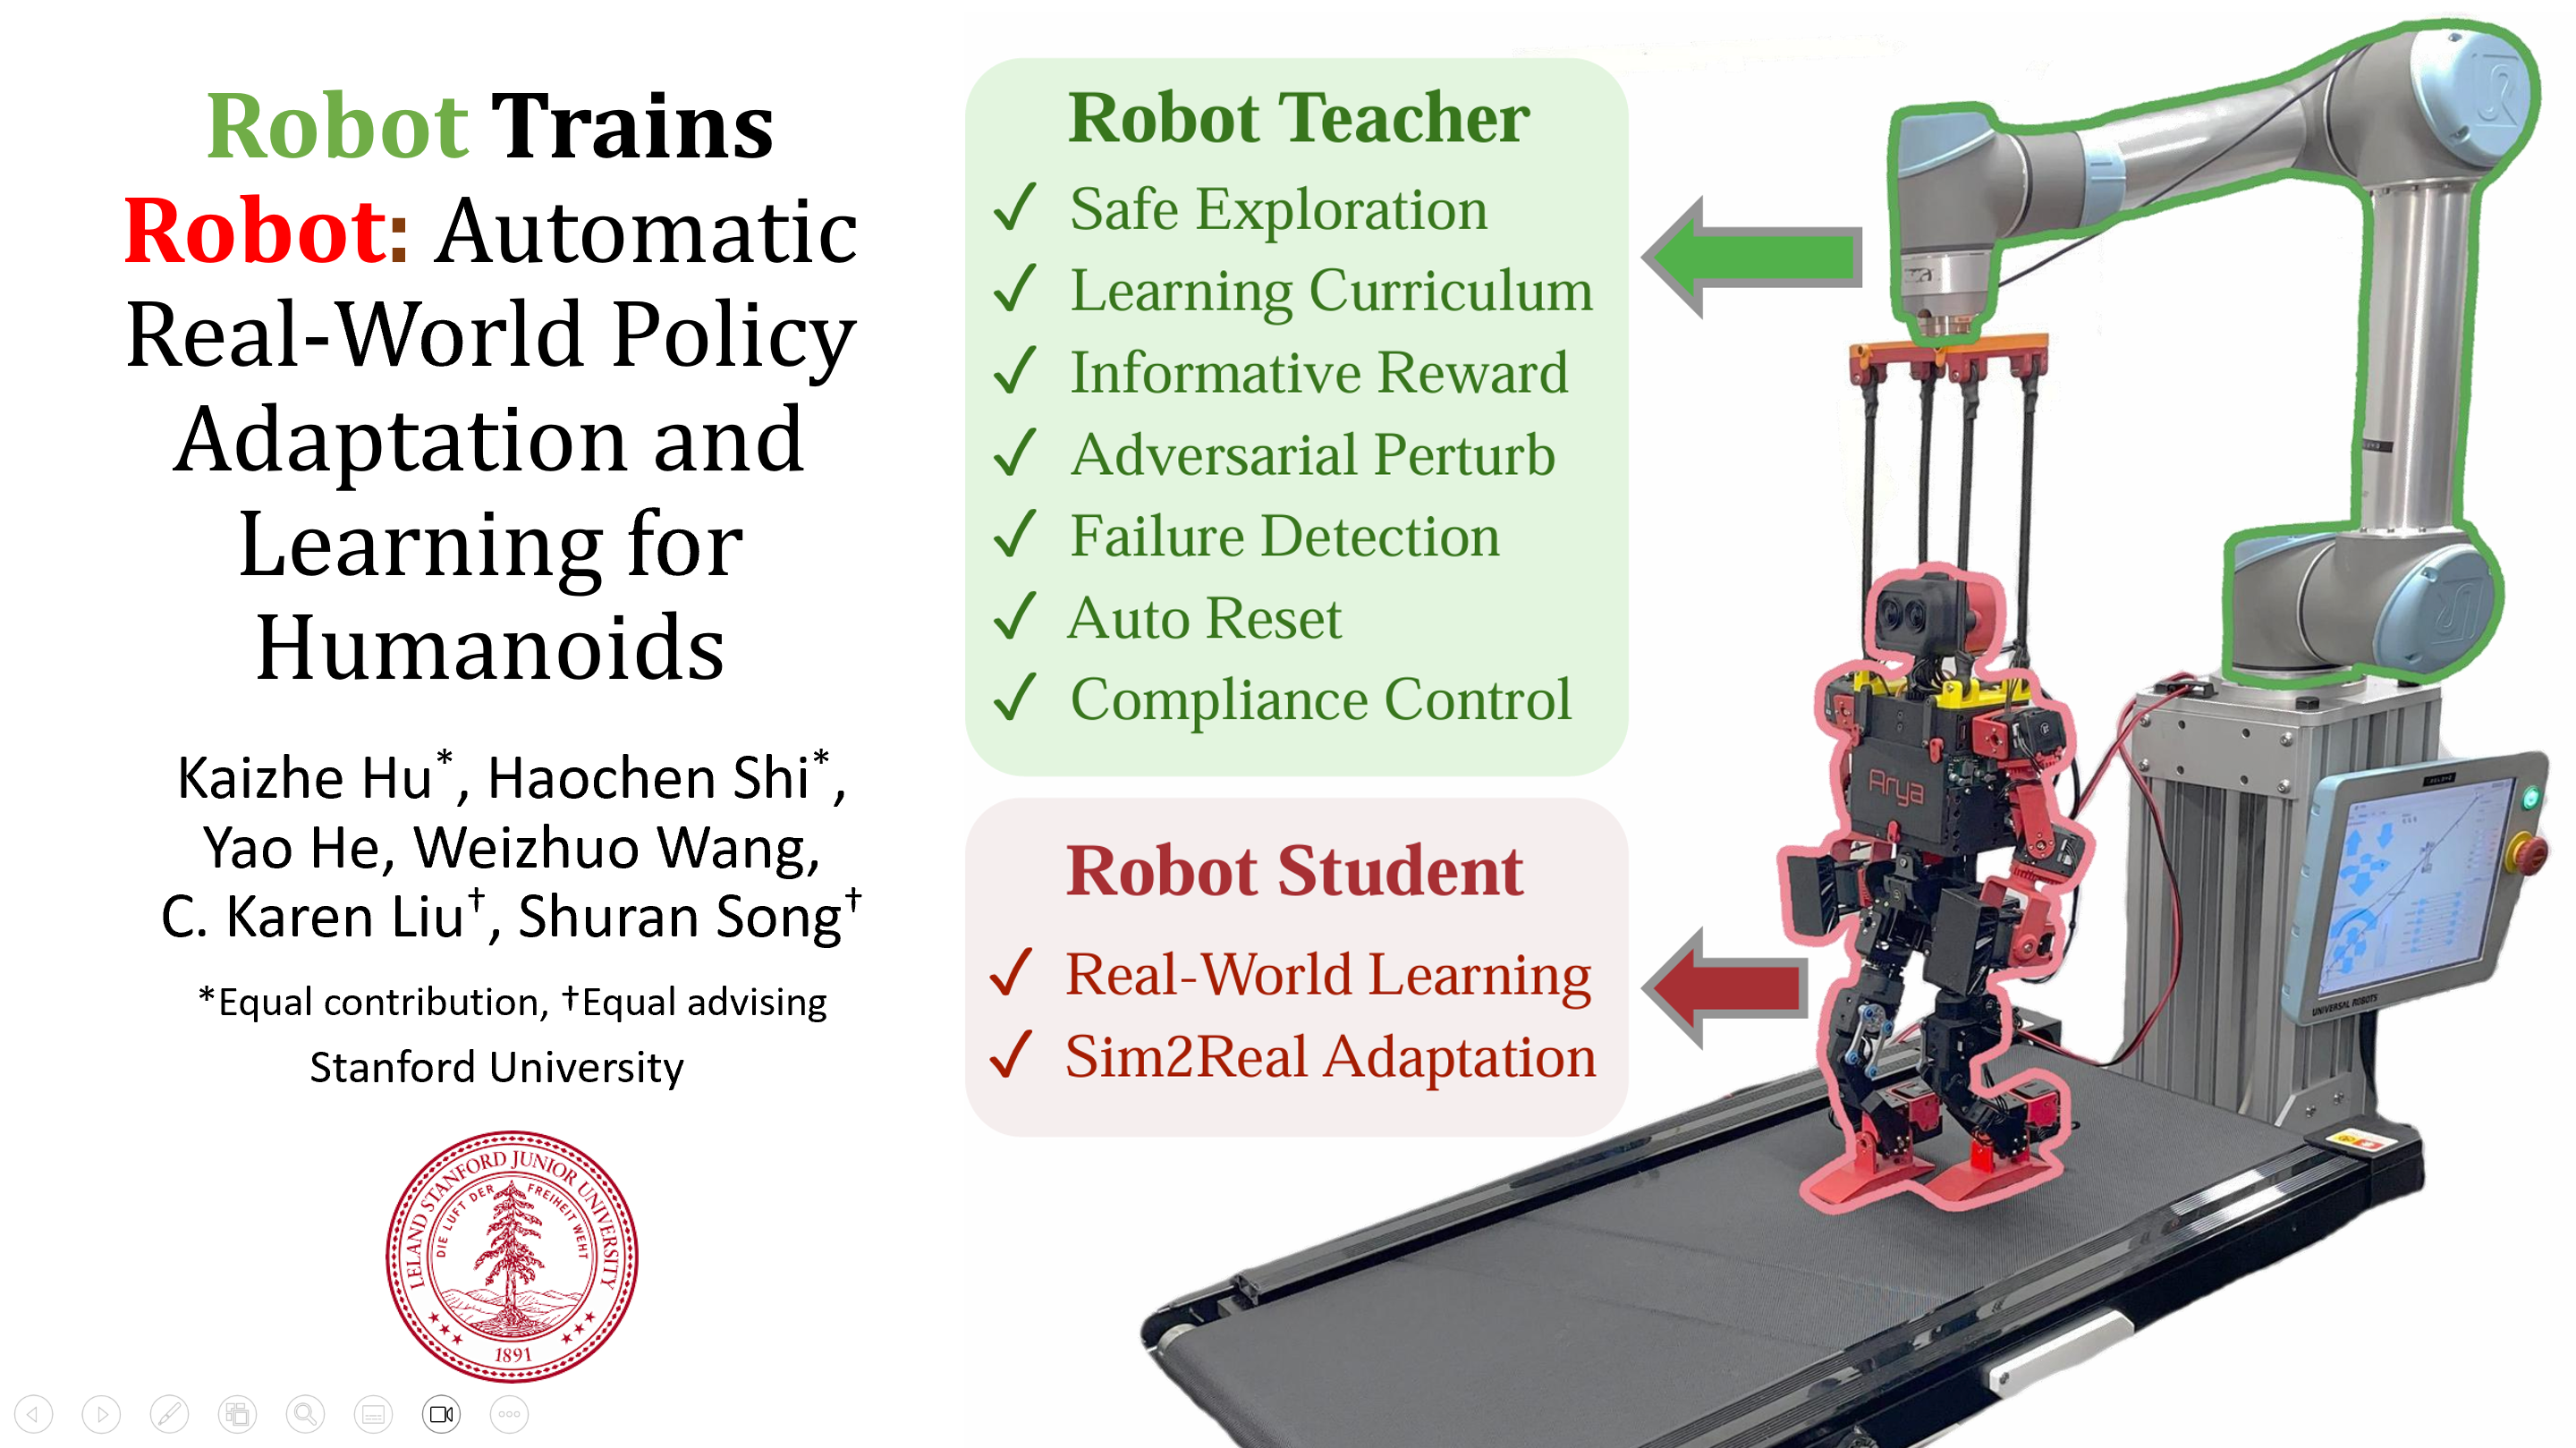 Robot Trains
Robot: Automatic
Real-World Policy
Adaptation and
Learning for
Humanoids
Kaizhe Hu*, Haochen Shi*,
Yao He, Weizhuo Wang,
C. Karen Liu†, Shuran Song†
*Equal contribution, †Equal advising
Stanford University
LELAND STANFORD JUNIOR UNIVERSITY
DIE LUFT DER FREIHEIT WEHT
1891
Robot Teacher
✓ Safe Exploration
✓ Learning Curriculum
✓ Informative Reward
✓ Adversarial Perturb
✓ Failure Detection
✓ Auto Reset
✓ Compliance Control
Robot Student
✓ Real-World Learning
✓ Sim2Real Adaptation
Arya
UNIVERSAL ROBOTS